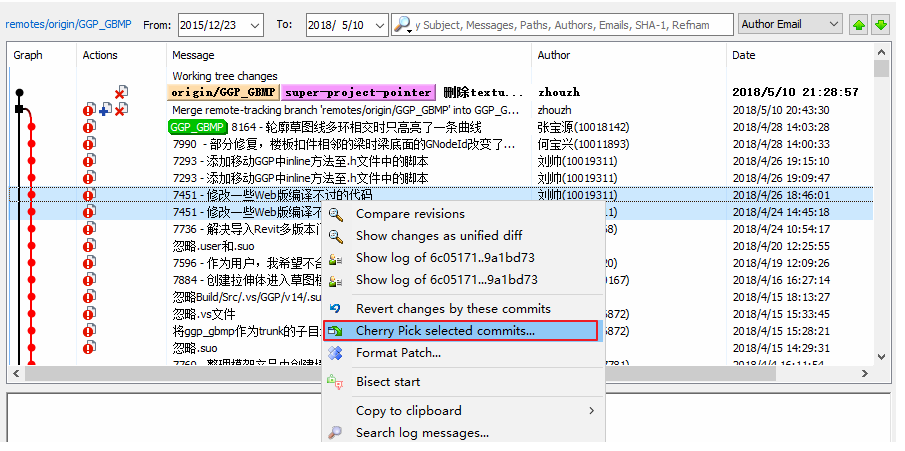 remotes/origin/GGP_GBMP From: 2015/12/23 To: 2018/ 5/10 y Subject, Messages, Paths, Authors, Emails, SHA-1, Refnam Author Email
Graph Actions Message Author Date
Working tree changes
origin/GGP_GBMP super-project-pointer 删除textu... zhouzh 2018/5/10 21:28:57
Merge remote-tracking branch 'remotes/origin/GGP_GBMP' into GGP_G... zhouzh 2018/5/10 20:43:30
GGP_GBMP 8164 - 轮廓草图线多环相交时只高亮了一条曲线 张宝源(10018142) 2018/4/28 14:03:28
7990 - 部分修复，楼板扣件相邻的梁时梁底面的GNodeId改变了... 何宝兴(10011893) 2018/4/28 14:00:33
7293 - 添加移动GGP中inline方法至.h文件中的脚本 刘帅(10019311) 2018/4/26 19:15:10
7293 - 添加移动GGP中inline方法至.h文件中的脚本 刘帅(10019311) 2018/4/26 19:09:47
7451 - 修改一些Web版编译不过的代码 刘帅(10019311) 2018/4/26 18:46:01
7451 - 修改一些Web版编译不 11) 2018/4/24 14:45:18
7736 - 解决导入Revit多版本 68) 2018/4/24 10:54:17
忽略.user和.suo 2018/4/20 12:25:55
7596 - 作为用户，我希望不 20) 2018/4/19 12:09:26
7884 - 创建拉伸体进入草图 0167) 2018/4/16 16:27:14
忽略Build/Src/.vs/GGP/v14/.su 2018/4/15 18:13:27
忽略.vs文件 5872) 2018/4/15 15:33:45
将ggp_gbmp作为trunk的子目 5872) 2018/4/15 15:28:21
忽略.suo 2018/4/15 14:29:31
Compare revisions
Show changes as unified diff
Show log of 6c05171..9a1bd73
Show log of 6c05171...9a1bd73
Revert changes by these commits
Cherry Pick selected commits...
Format Patch...
Bisect start
Copy to clipboard
Search log messages...